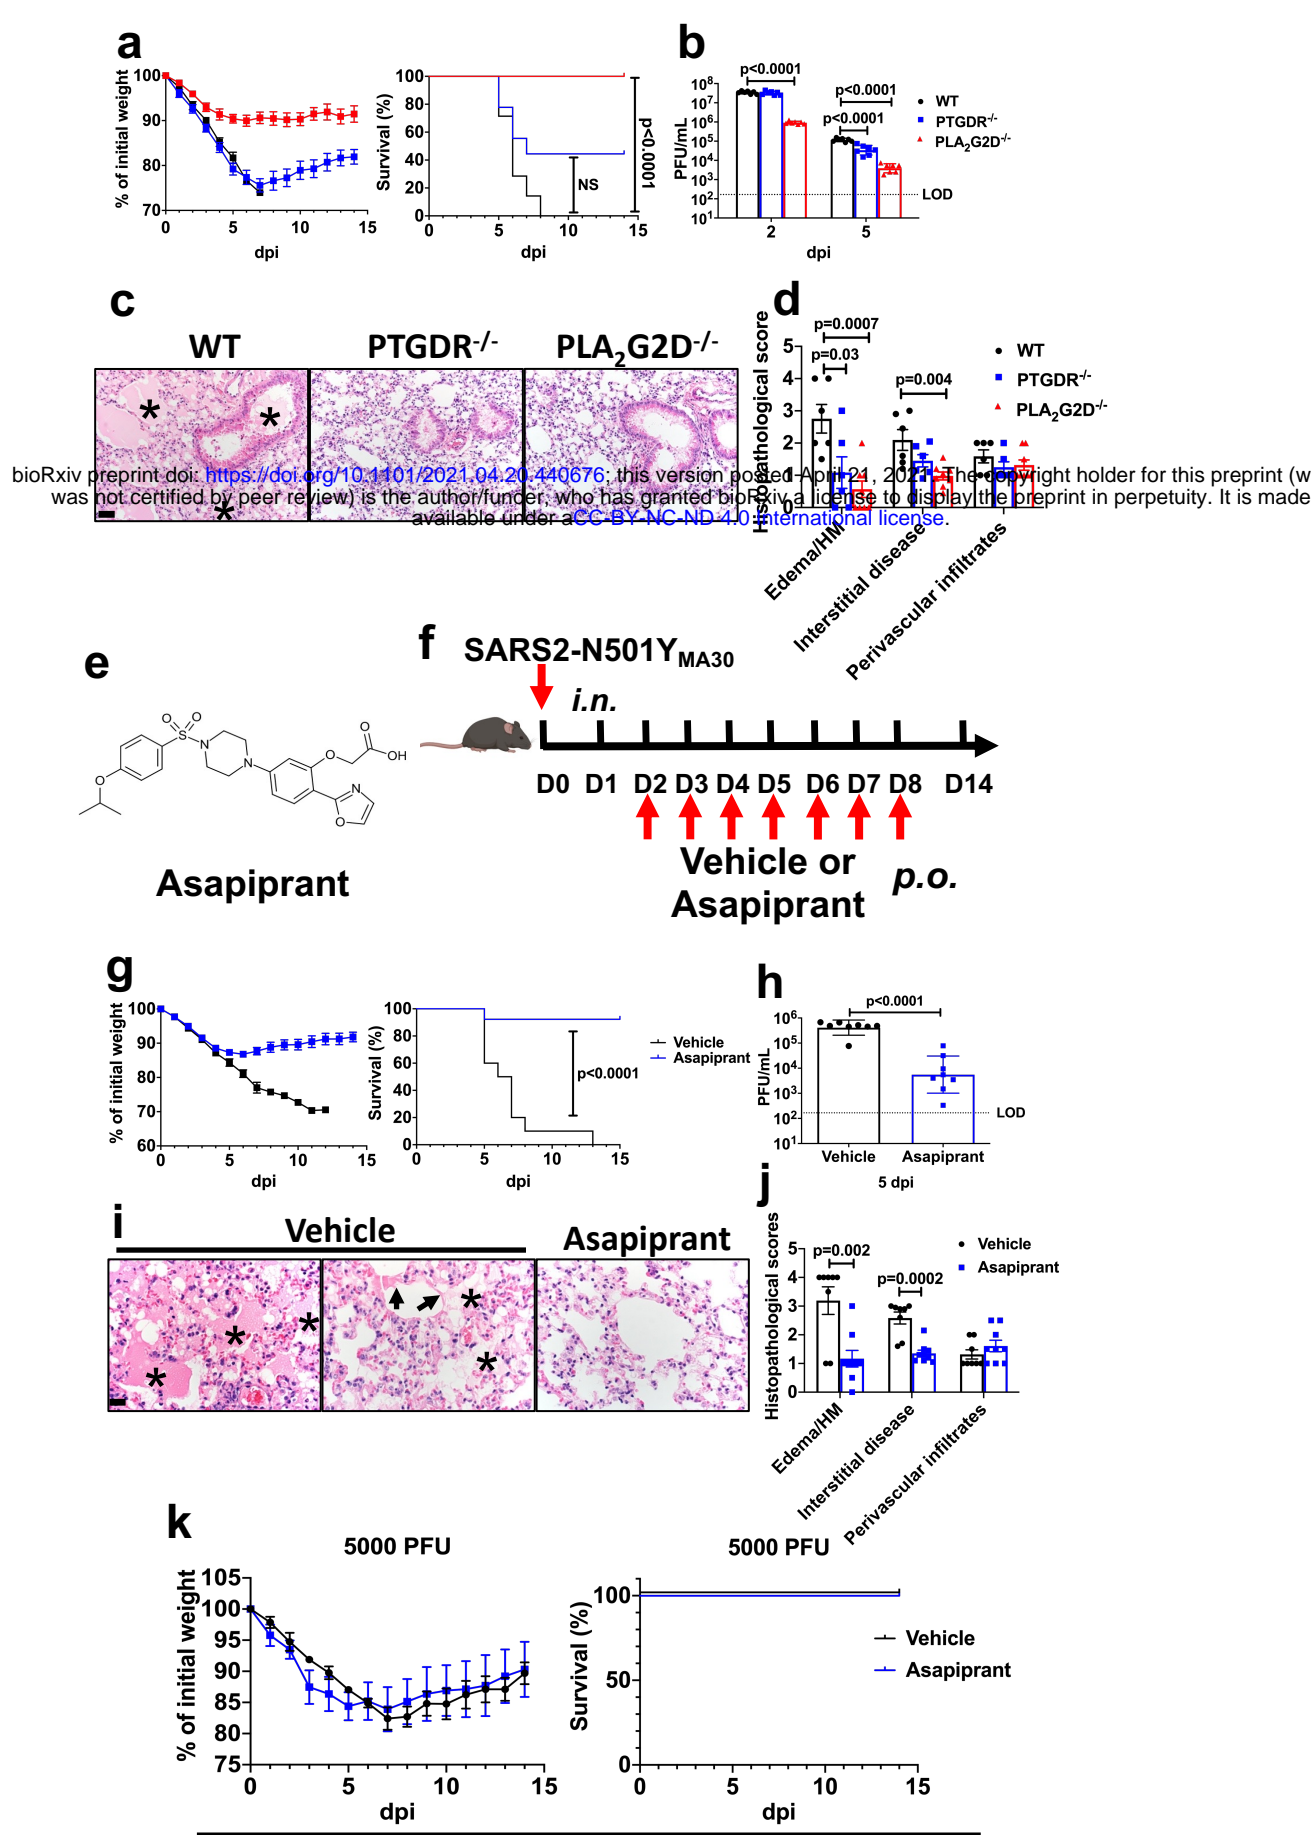 a
% of initial weight
100
90
80
70
0
5
10
15
dpi
Survival (%)
100
80
60
40
20
0
0
5
10
15
dpi
NS
p<0.0001
b
PFU/mL
10^8
10^7
10^6
10^5
10^4
10^3
10^2
10^1
p<0.0001
p<0.0001
p<0.0001
LOD
2
5
dpi
WT
PTGDR-/-
PLA2G2D-/-
c
WT
PTGDR-/-
PLA2G2D-/-
*
*
*
d
Histopathological score
5
4
3
2
1
0
p=0.0007
p=0.03
p=0.004
WT
PTGDR-/-
PLA2G2D-/-
Edema/HM
Interstitial disease
Perivascular infiltrates
bioRxiv preprint doi: https://doi.org/10.1101/2021.04.20.440676; this version posted April 21, 2021. The copyright holder for this preprint (w
was not certified by peer review) is the author/funder, who has granted bioRxiv a license to display the preprint in perpetuity. It is made
available under aCC-BY-NC-ND 4.0 International license.
e
O O
S
N
N
O
O
O
OH
N
O
Asapiprant
f
SARS2-N501YMA30
i.n.
D0 D1 D2 D3 D4 D5 D6 D7 D8 D14
Vehicle or
Asapiprant
p.o.
g
% of initial weight
100
90
80
70
60
0
5
10
15
dpi
Survival (%)
100
80
60
40
20
0
0
5
10
15
dpi
p<0.0001
Vehicle
Asapiprant
h
PFU/mL
10^6
10^5
10^4
10^3
10^2
10^1
p<0.0001
LOD
Vehicle
Asapiprant
5 dpi
i
Vehicle
Asapiprant
*
*
*
*
*
j
Histopathological scores
5
4
3
2
1
0
p=0.002
p=0.0002
Vehicle
Asapiprant
Edema/HM
Interstitial disease
Perivascular infiltrates
k
5000 PFU
% of initial weight
105
100
95
90
85
80
75
0
5
10
15
dpi
5000 PFU
Survival (%)
100
50
0
0
5
10
15
dpi
Vehicle
Asapiprant